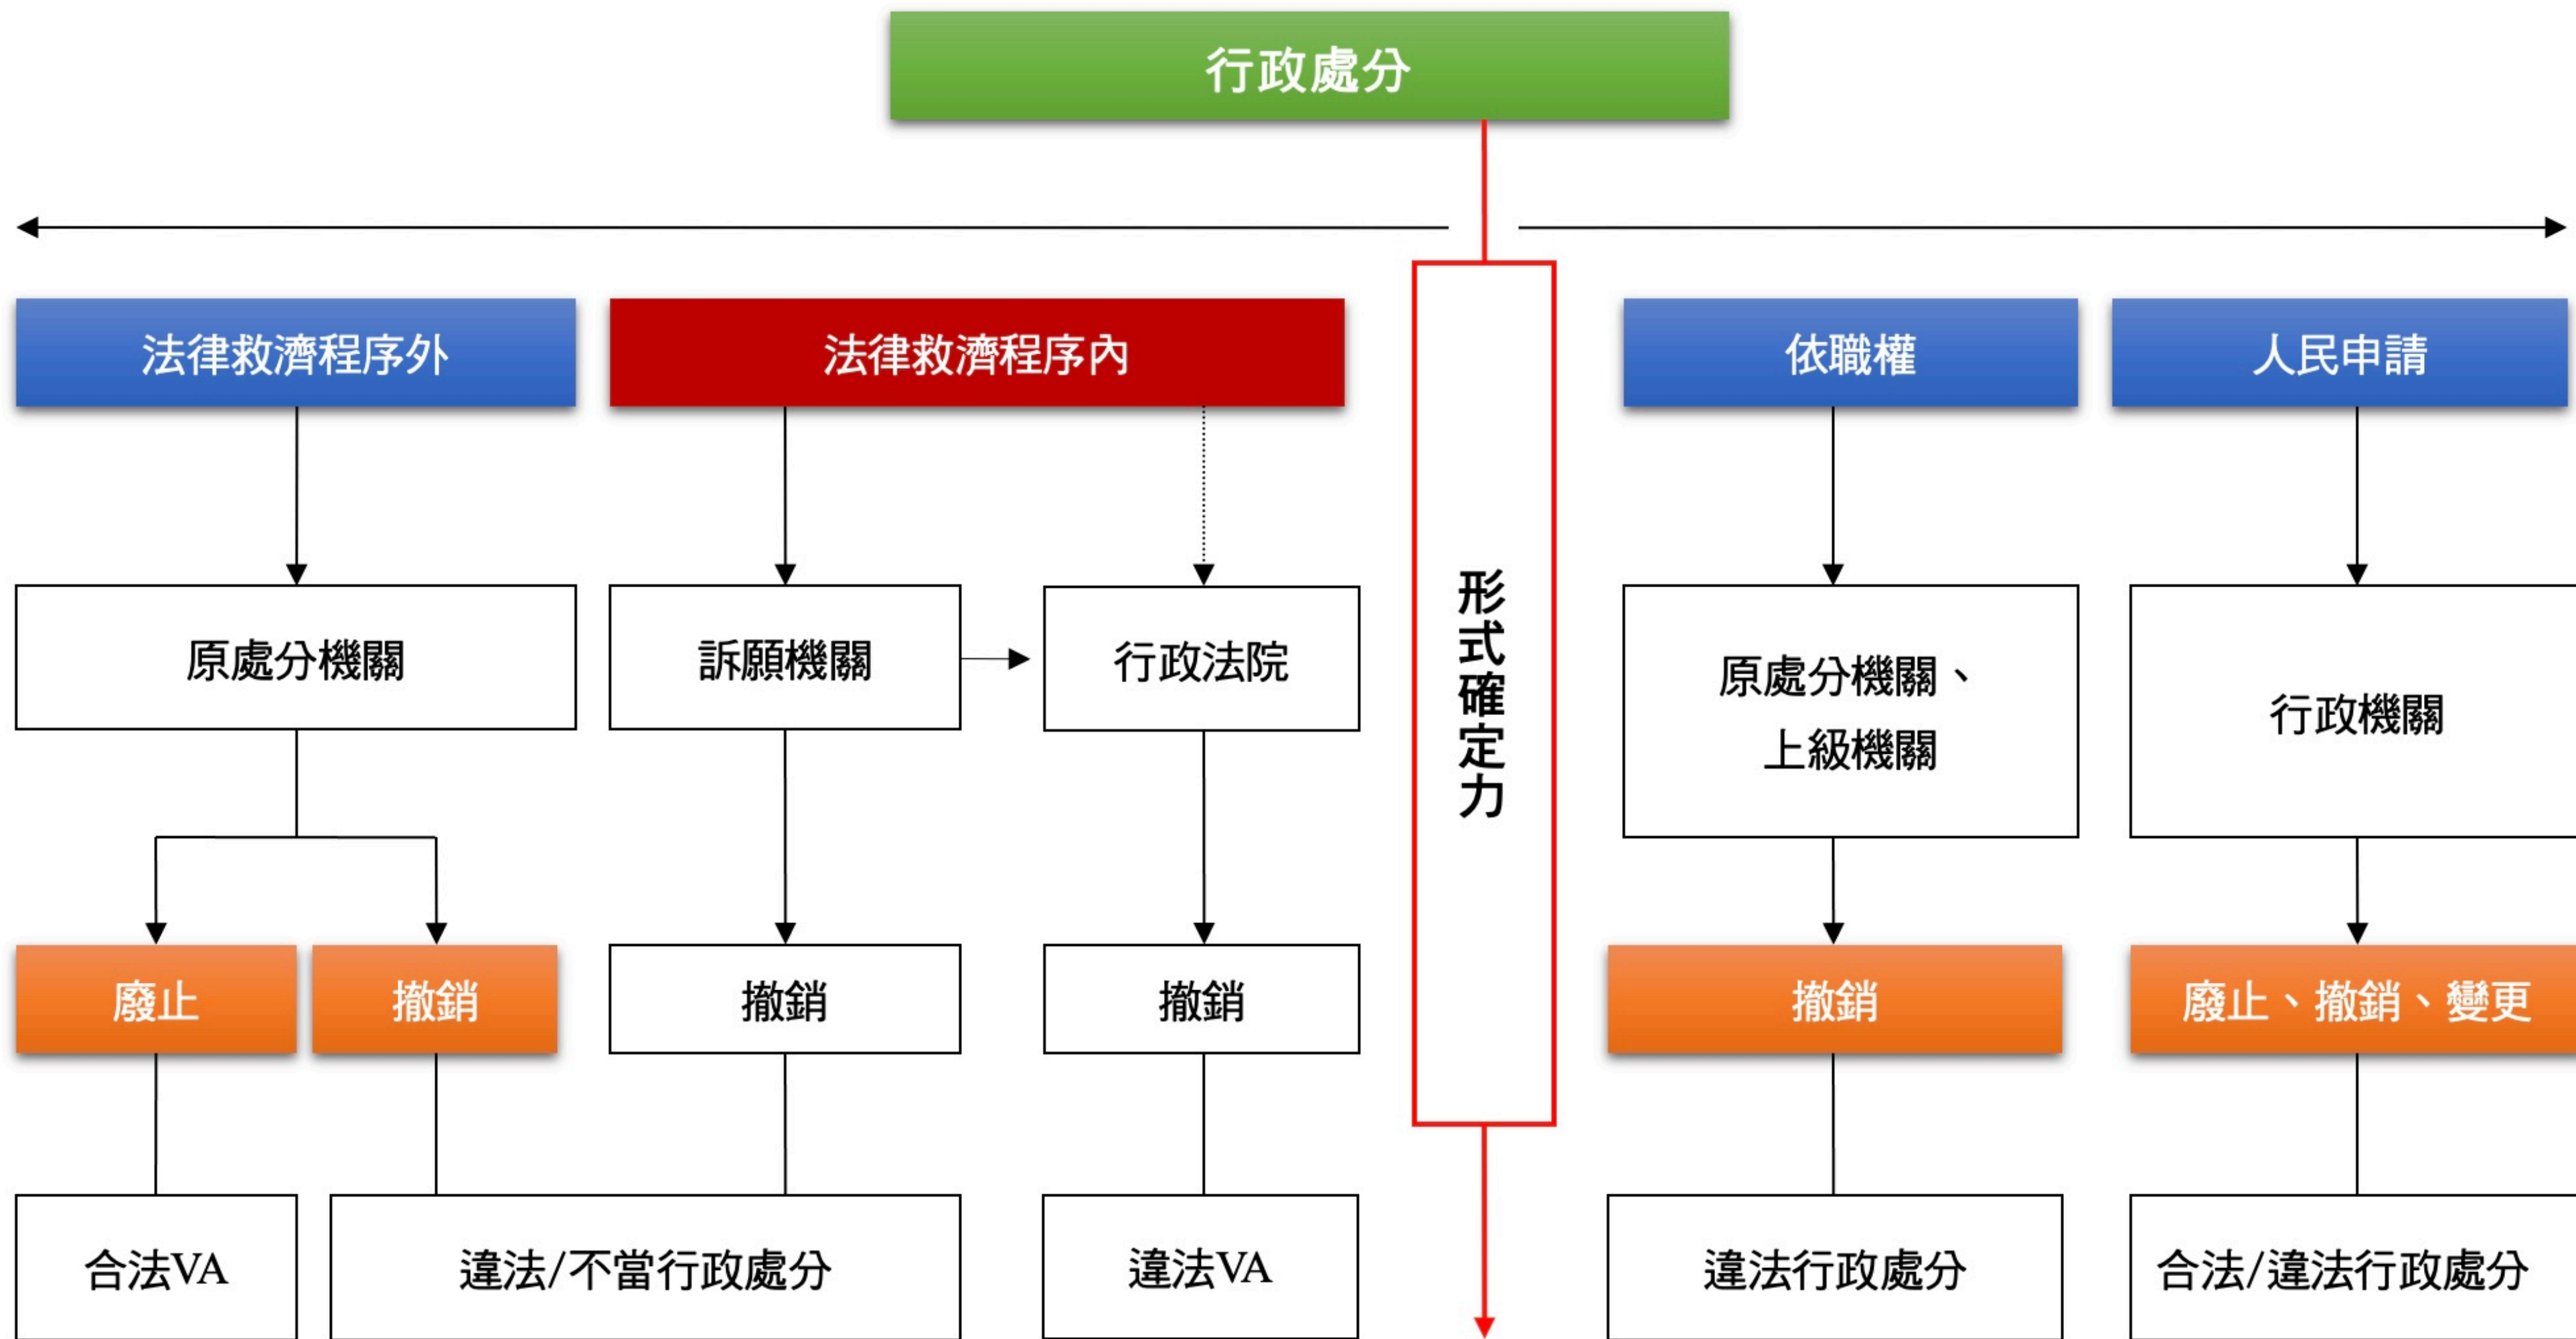 行政處分
法律救濟程序外
法律救濟程序內
依職權
人民申請
原處分機關
訴願機關
行政法院
形式確定力
原處分機關、
上級機關
行政機關
廢止
撤銷
撤銷
撤銷
撤銷
廢止、撤銷、變更
合法VA
違法/不當行政處分
違法VA
違法行政處分
合法/違法行政處分